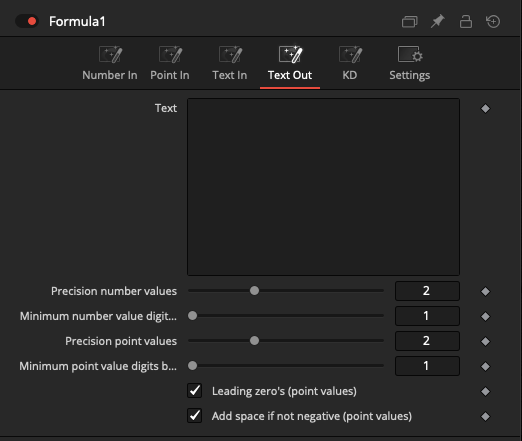 Formula1
Number In Point In Text In Text Out KD Settings
Text
Precision number values 2
Minimum number value digit... 1
Precision point values 2
Minimum point value digits b... 1
Leading zero's (point values)
Add space if not negative (point values)